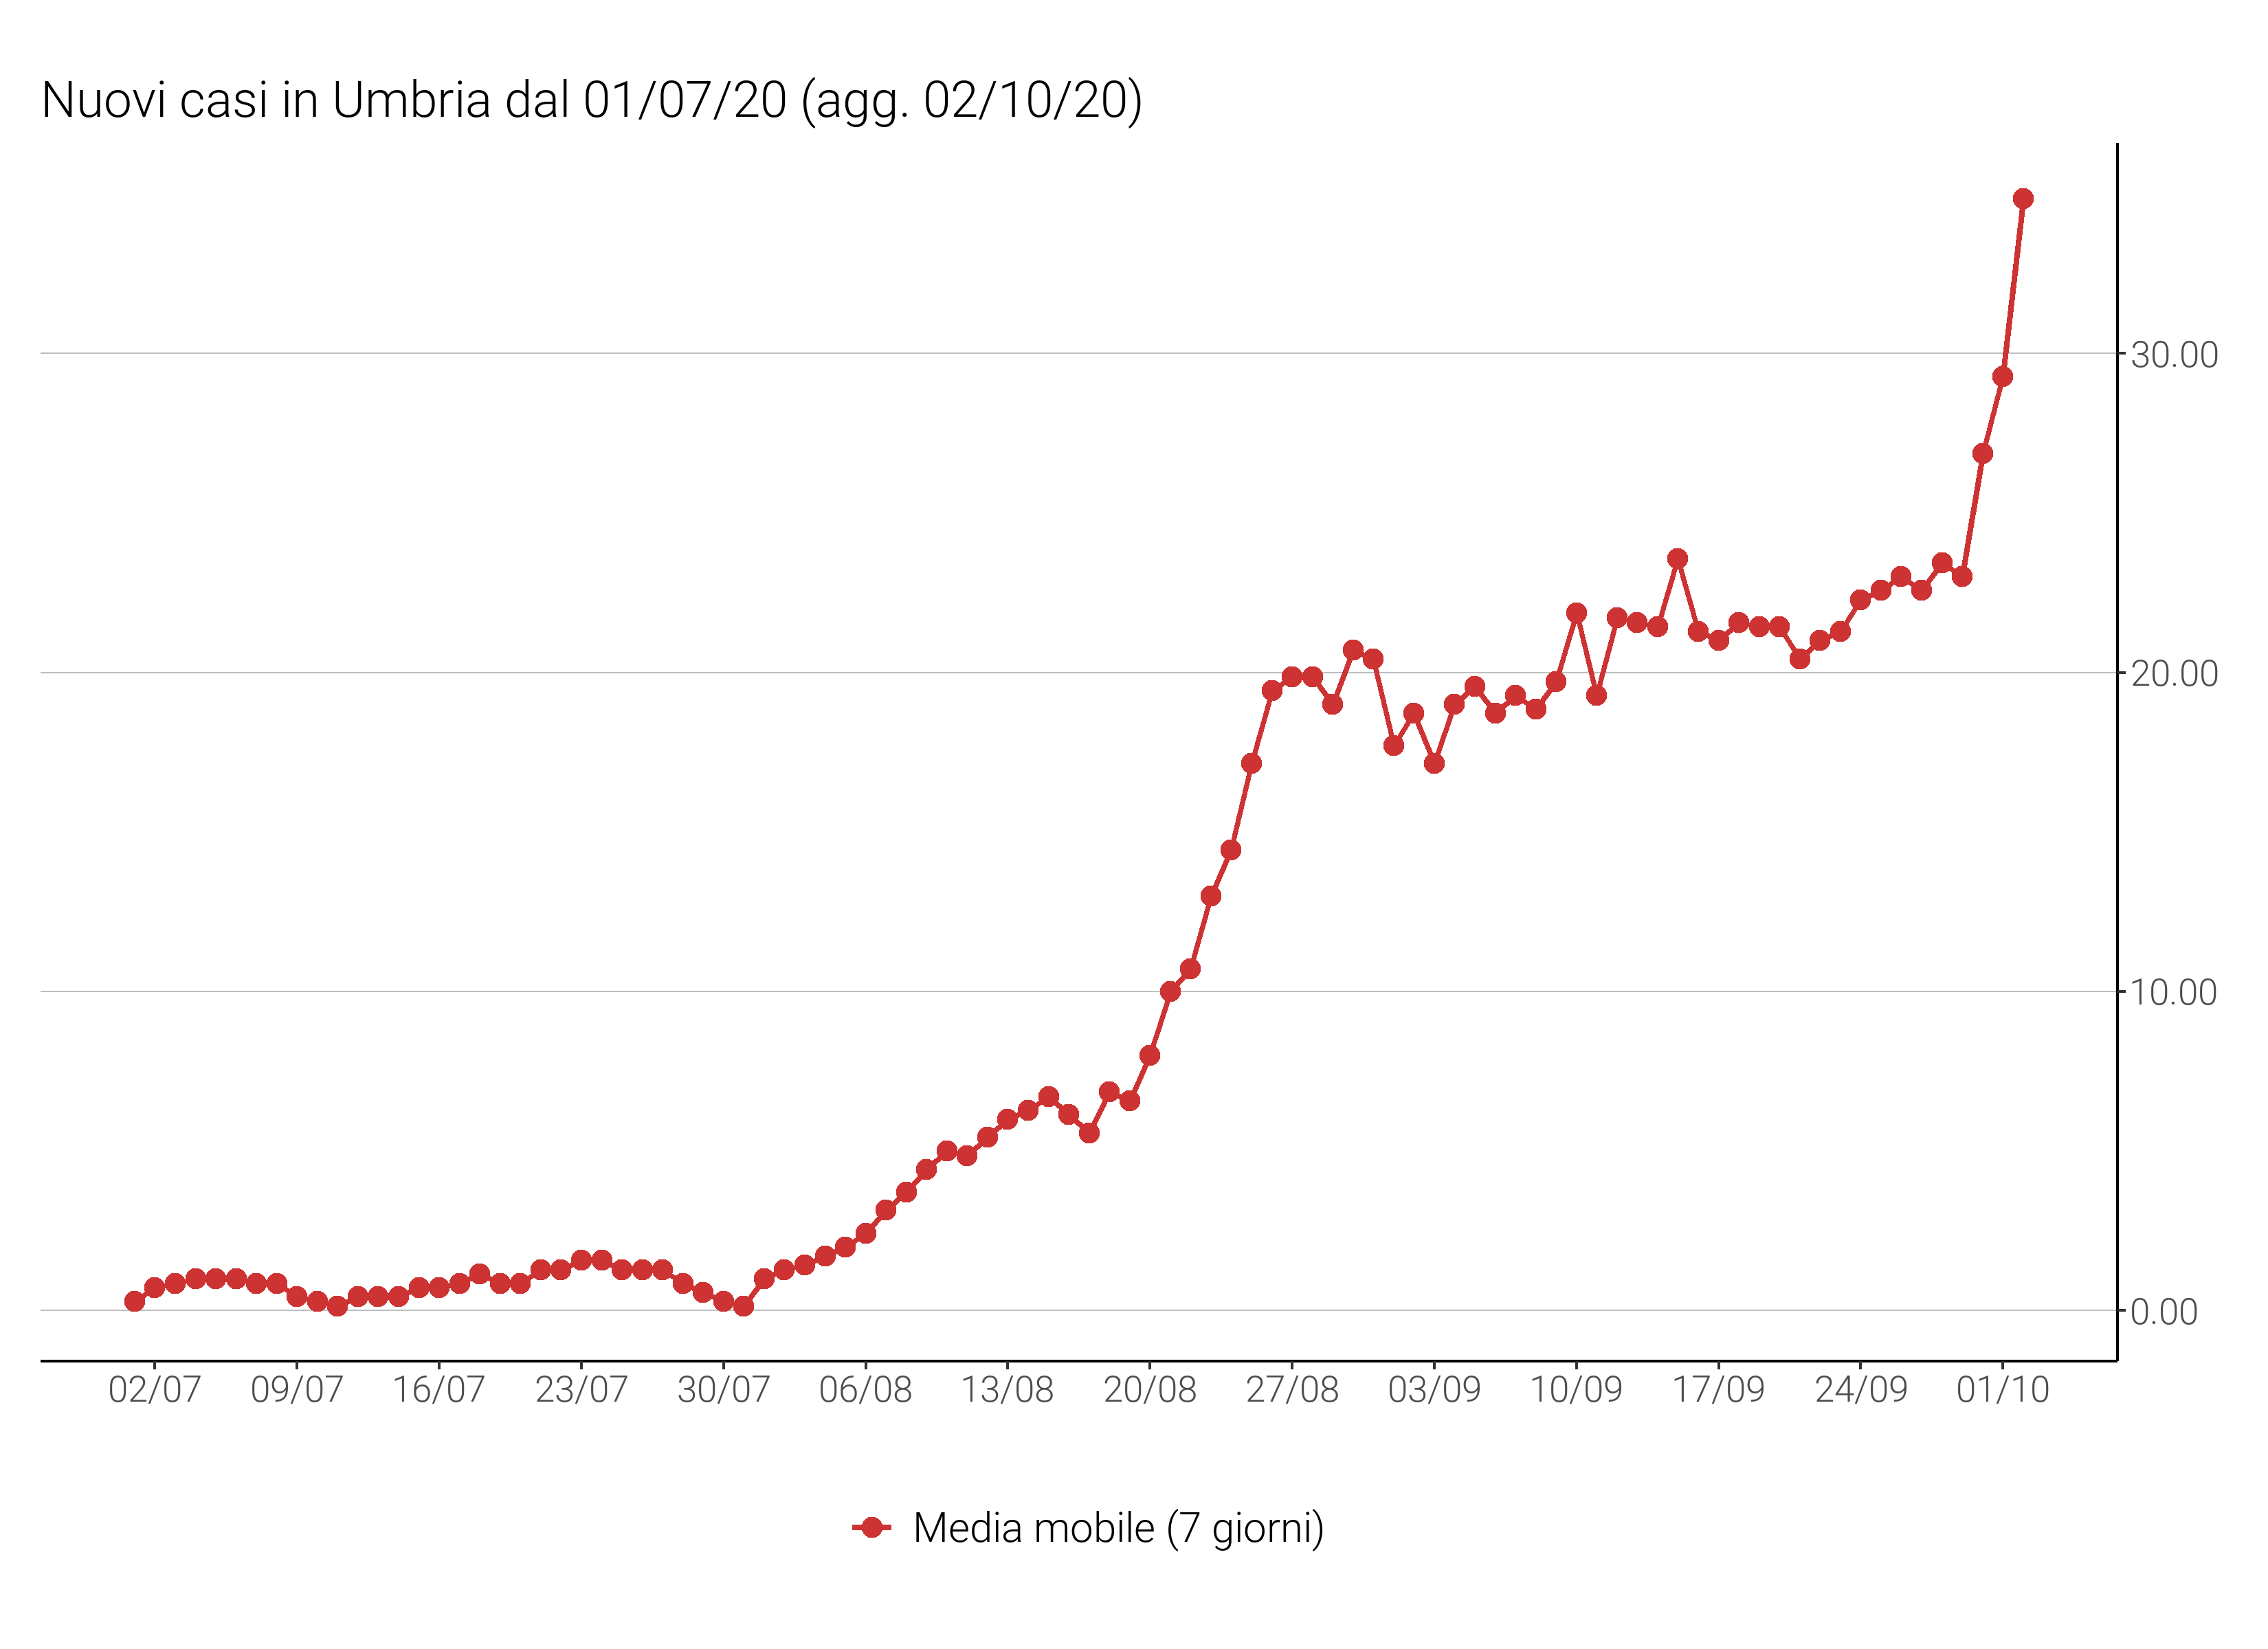 Nuovi casi in Umbria dal 01/07/20 (agg. 02/10/20)
30.00
20.00
10.00
0.00
02/07 09/07 16/07 23/07 30/07 06/08 13/08 20/08 27/08 03/09 10/09 17/09 24/09 01/10
Media mobile (7 giorni)